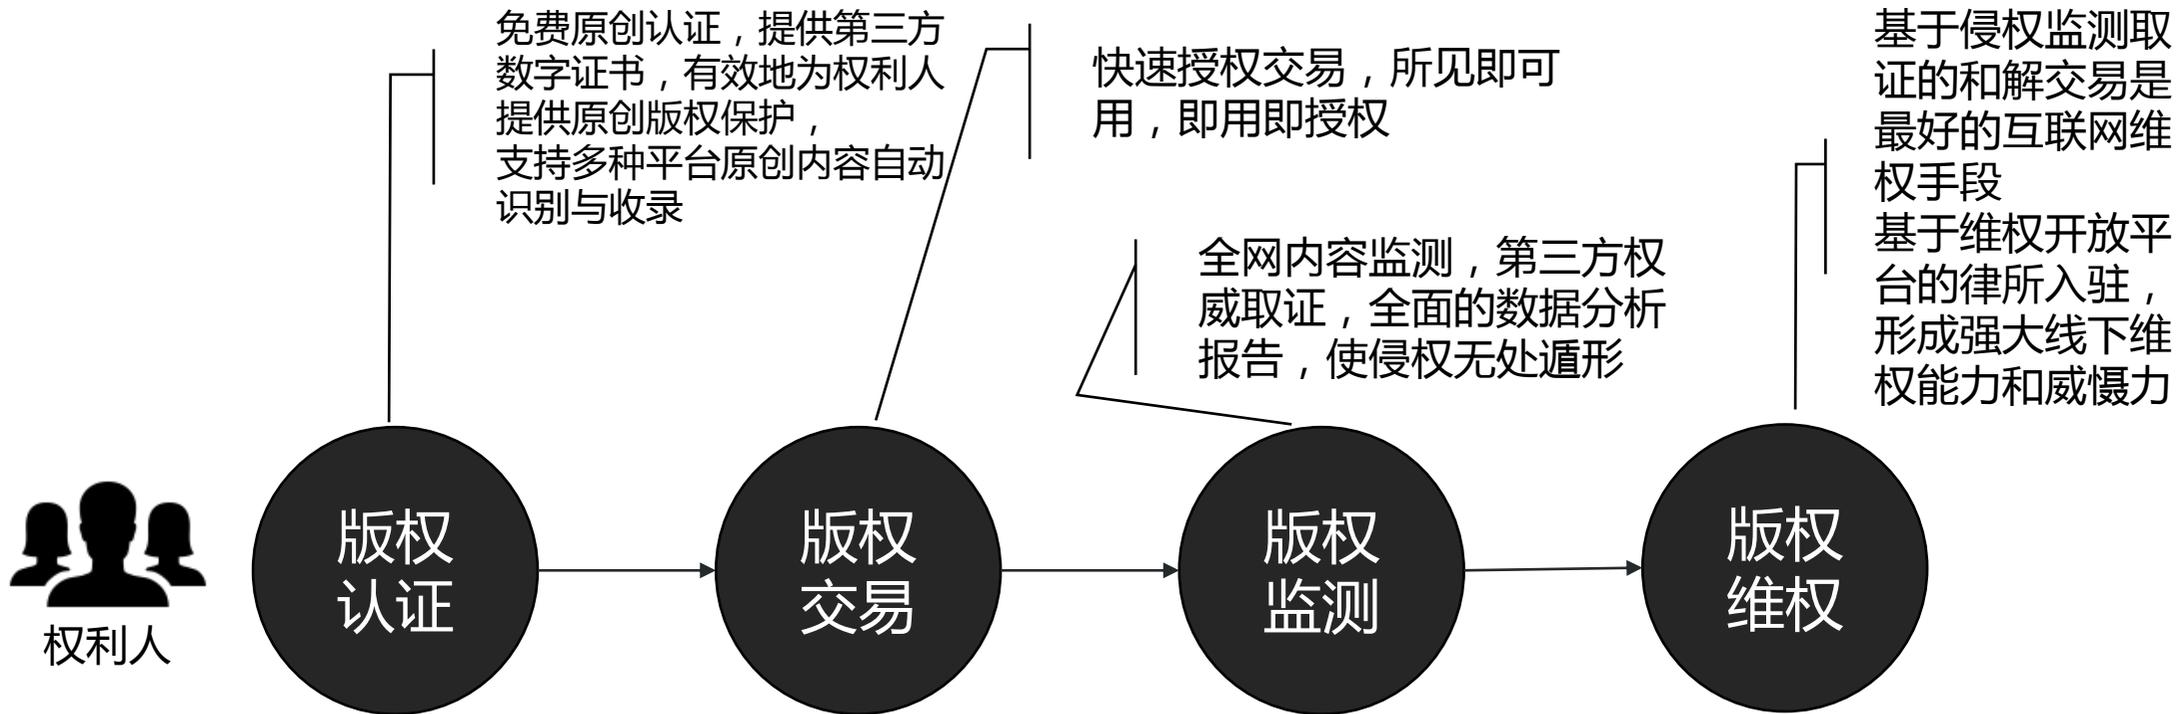 免费原创认证，提供第三方
数字证书，有效地为权利人
提供原创版权保护，
支持多种平台原创内容自动
识别与收录
快速授权交易，所见即可
用，即用即授权
全网内容监测，第三方权
威取证，全面的数据分析
报告，使侵权无处遁形
基于侵权监测取
证的和解交易是
最好的互联网维
权手段
基于维权开放平
台的律所入驻，
形成强大线下维
权能力和威慑力
权利人
版权
认证
版权
交易
版权
监测
版权
维权